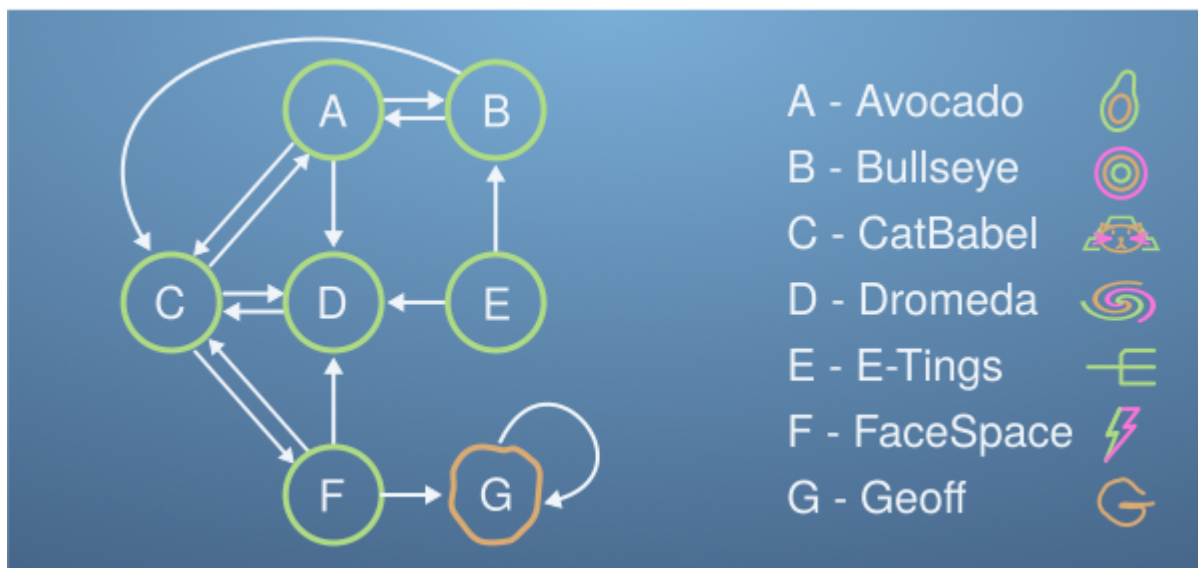 A
B
C
D
E
F
G
A - Avocado
B - Bullseye
C - CatBabel
D - Dromeda
E - E-Tings
F - FaceSpace
G - Geoff